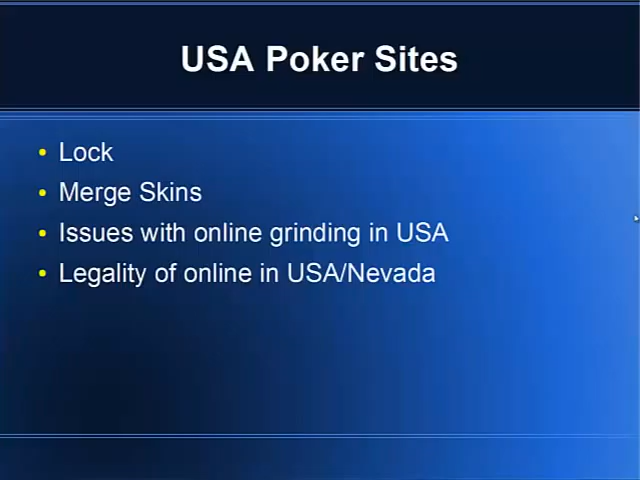 USA Poker Sites
Lock
Merge Skins
Issues with online grinding in USA
Legality of online in USA/Nevada